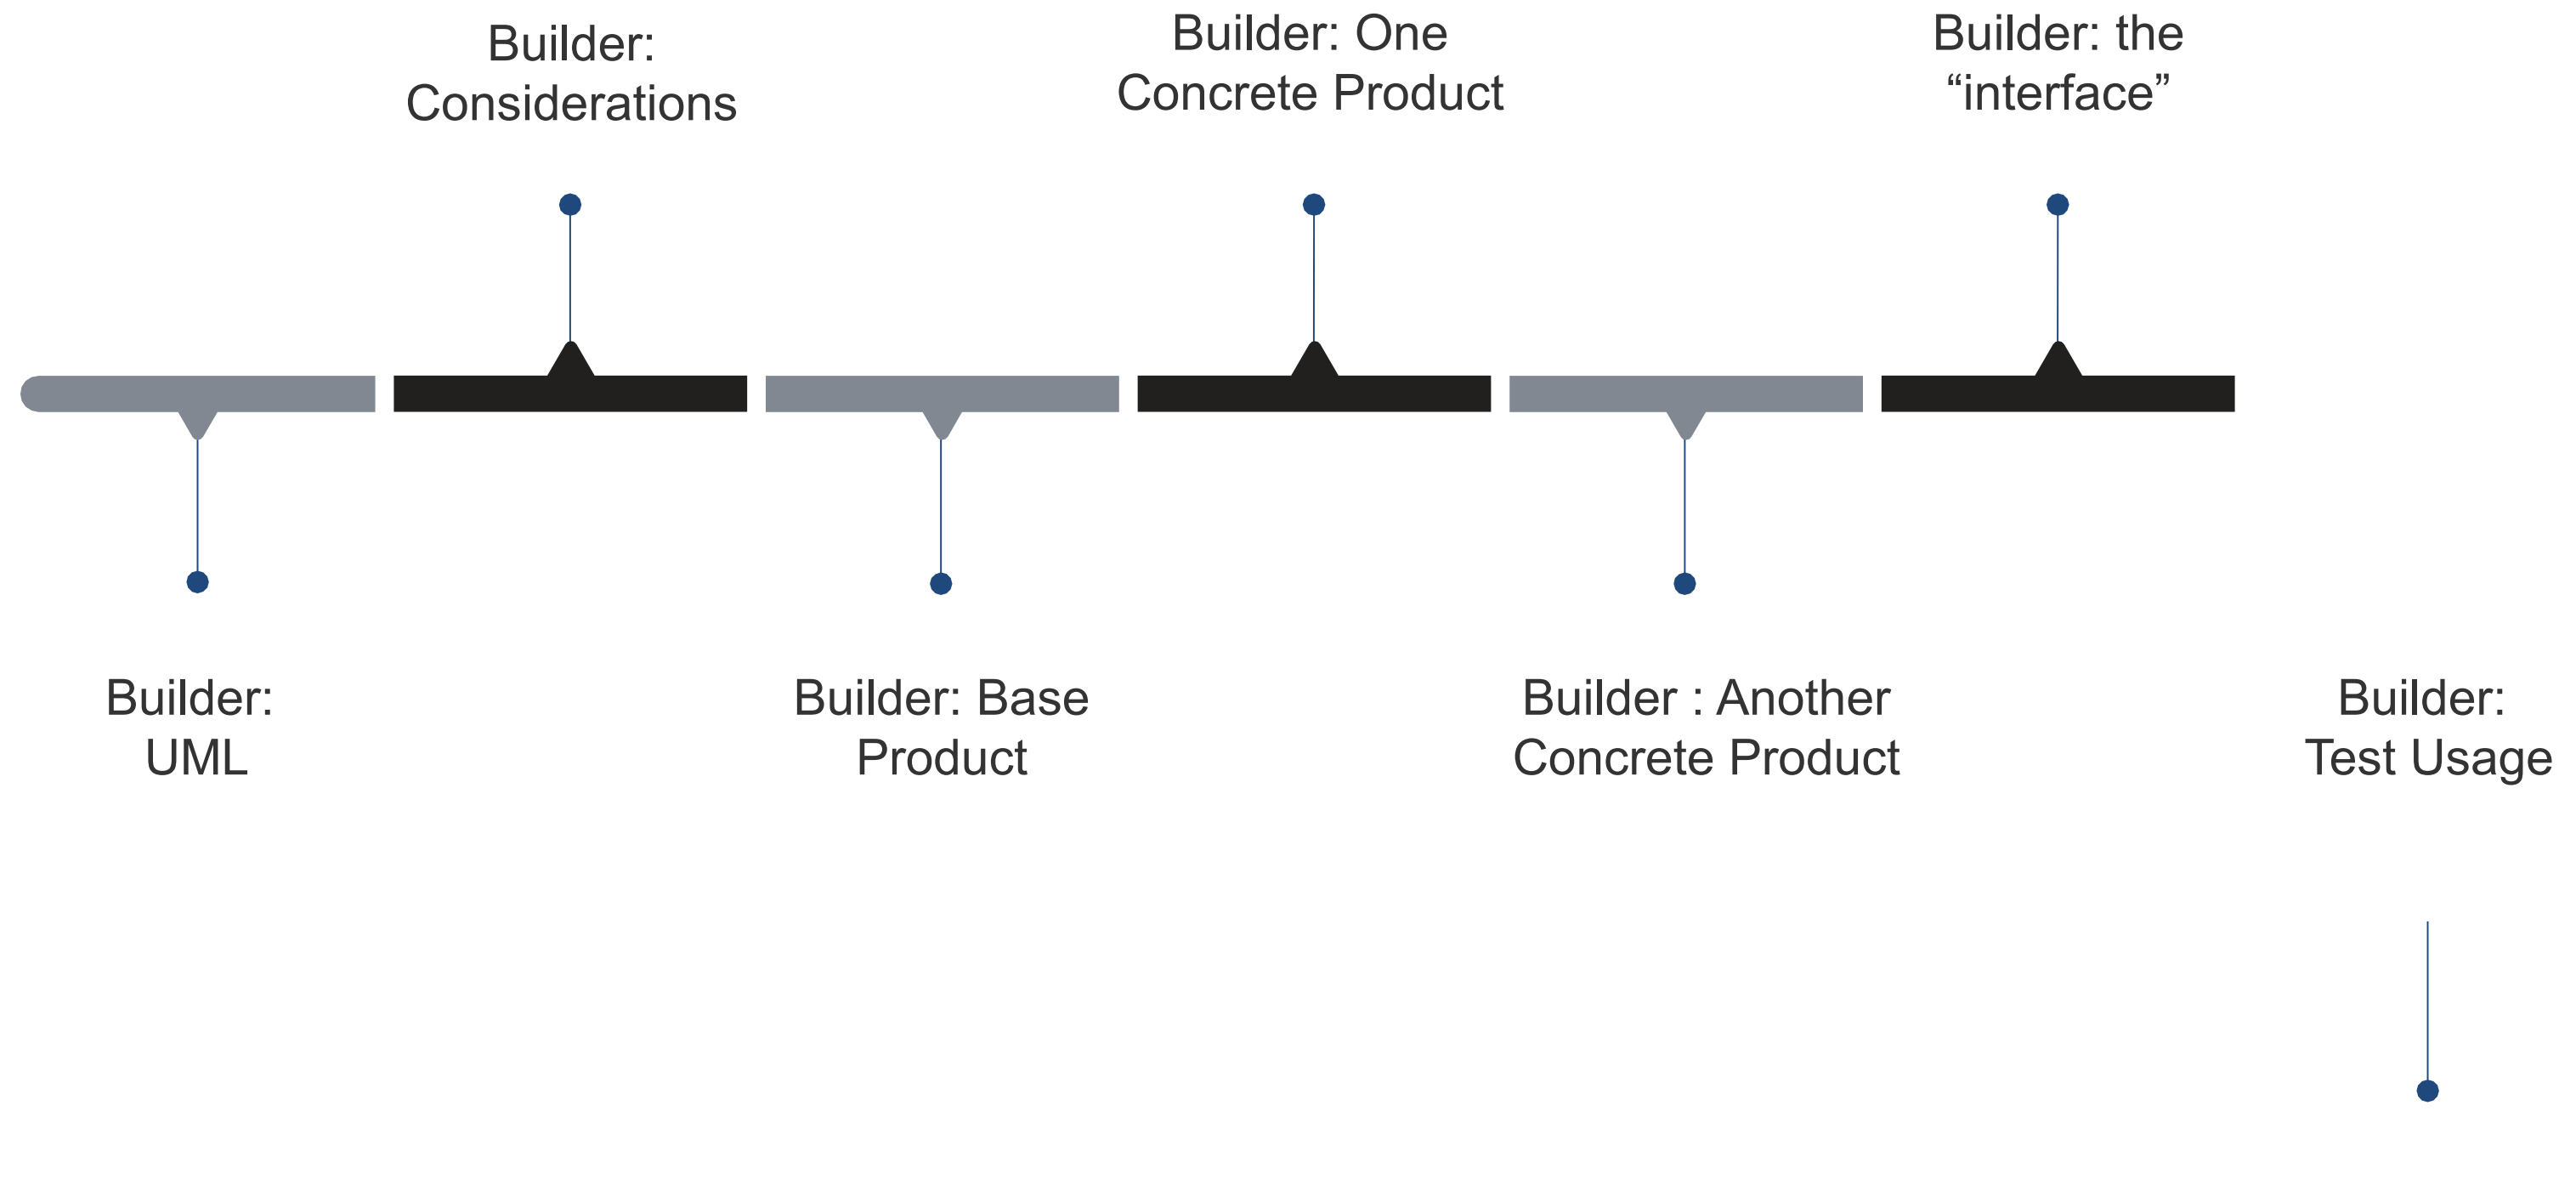 Builder:
Considerations
Builder: One
Concrete Product
Builder: the
“interface”
Builder:
UML
Builder: Base
Product
Builder : Another
Concrete Product
Builder:
Test Usage